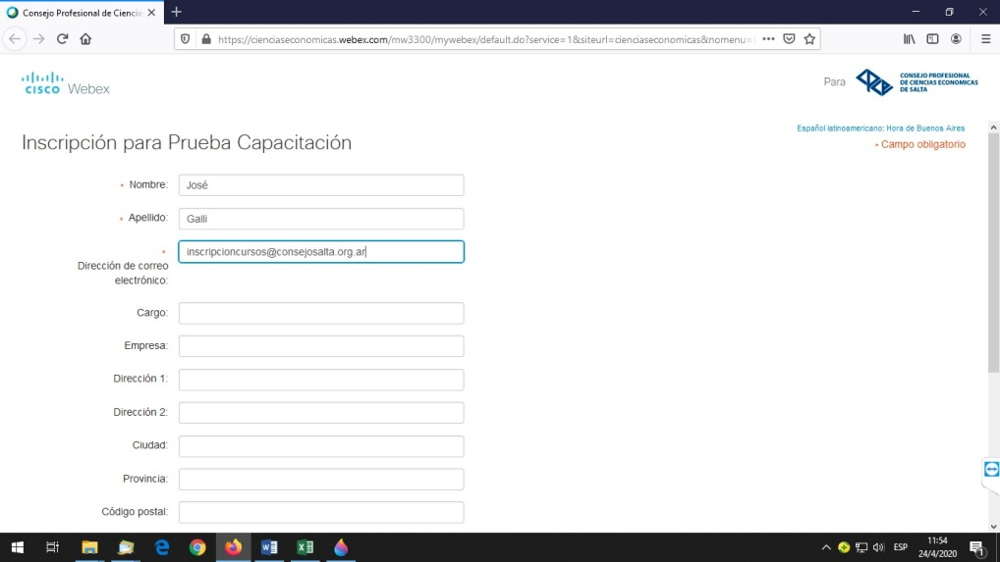 Consejo Profesional de Ciencia
https://cienciaseconomicas.webex.com/mw3300/mywebex/default.do?service=1&siteurl=cienciaseconomicas&nomenu=
CISCO Webex
Para
CONSEJO PROFESIONAL
DE CIENCIAS ECONOMICAS
DE SALTA
Español latinoamericano: Hora de Buenos Aires
Inscripción para Prueba Capacitación
• Campo obligatorio
• Nombre: José
• Apellido: Galli
• inscripcioncursos@consejosalta.org.ar
Dirección de correo
electrónico:
Cargo:
Empresa:
Dirección 1:
Dirección 2:
Ciudad:
Provincia:
Código postal:
ESP
11:54
24/4/2020
1